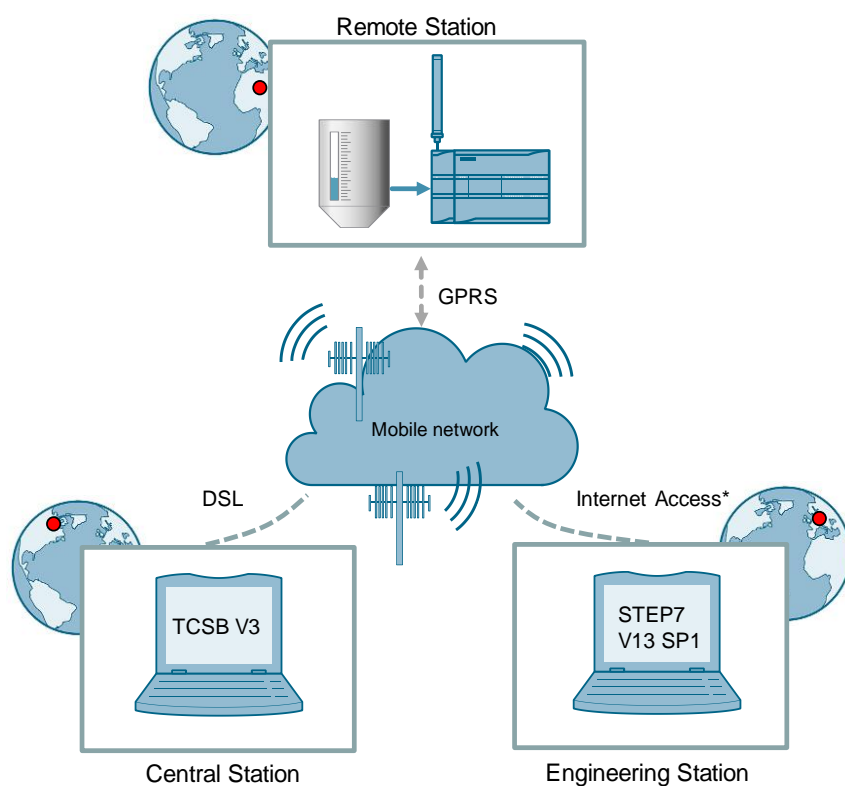 Remote Station
GPRS
Mobile network
DSL
Internet Access*
TCSB V3
STEP7
V13 SP1
Central Station
Engineering Station